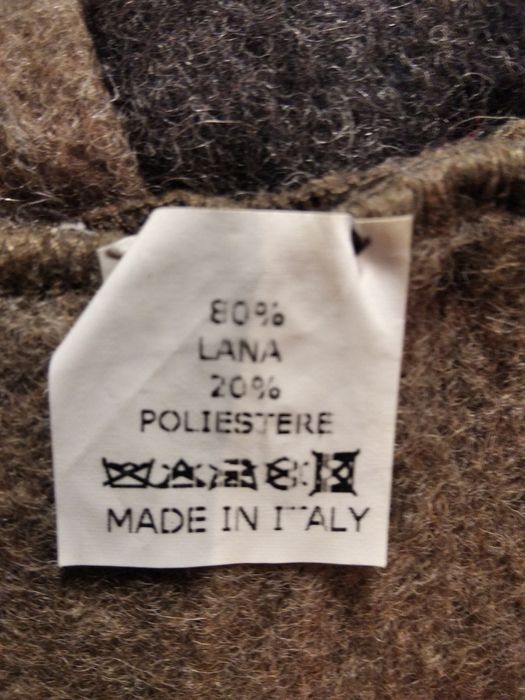 80%
LANA
20%
POLIESTERE
MADE IN ITALY